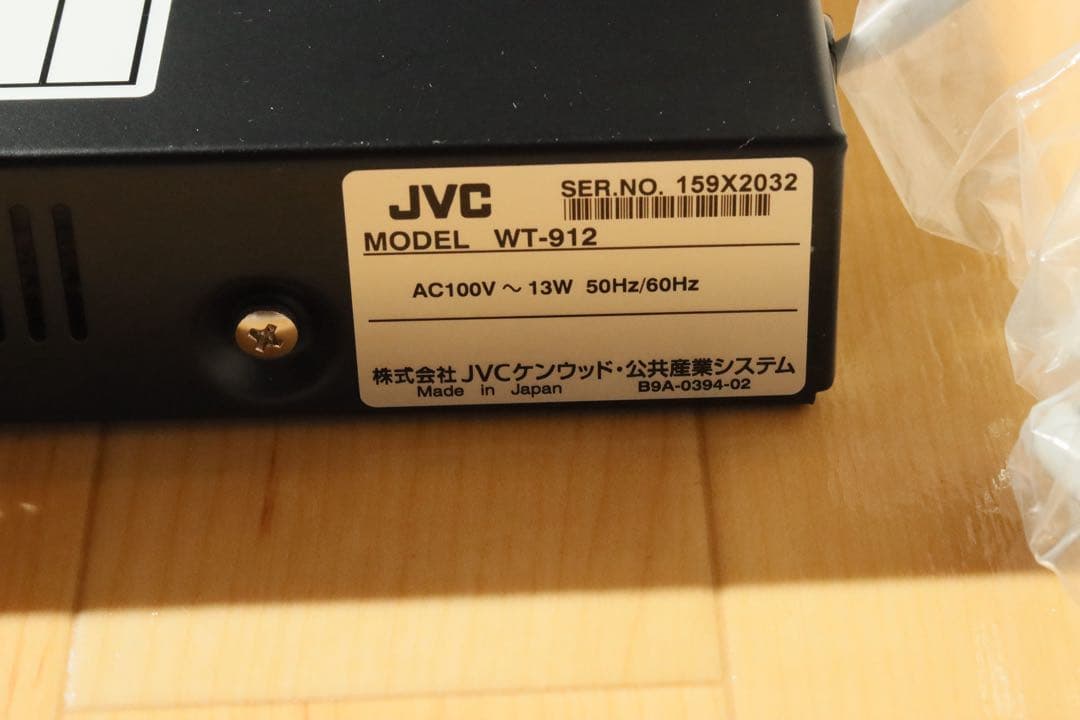 JVC SER.NO. 159X2032
MODEL WT-912
AC100V ～ 13W 50Hz/60Hz
株式会社JVCケンウッド・公共産業システム
Made in Japan B9A-0394-02